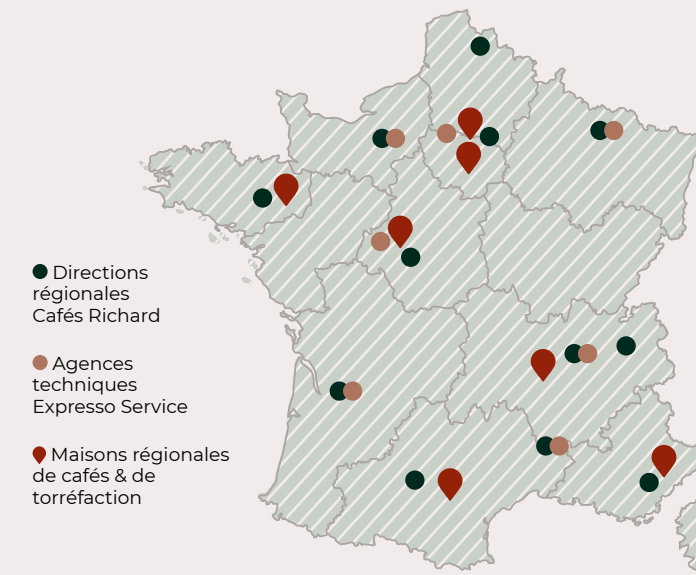 Directions
régionales
Cafés Richard
Agences
techniques
Expresso Service
Maisons régionales
de cafés & de
torréfaction